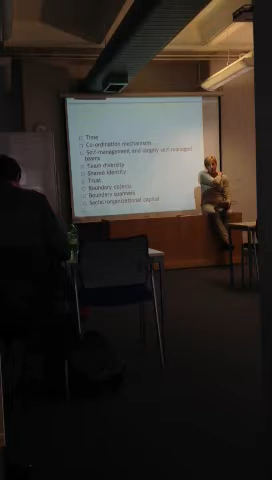 Time
Co-ordination mechanisms
Self-management and largely self-managed
teams
Team diversity
Shared identity
Trust
Boundary objects
Boundary spanners
Social/organizational capital